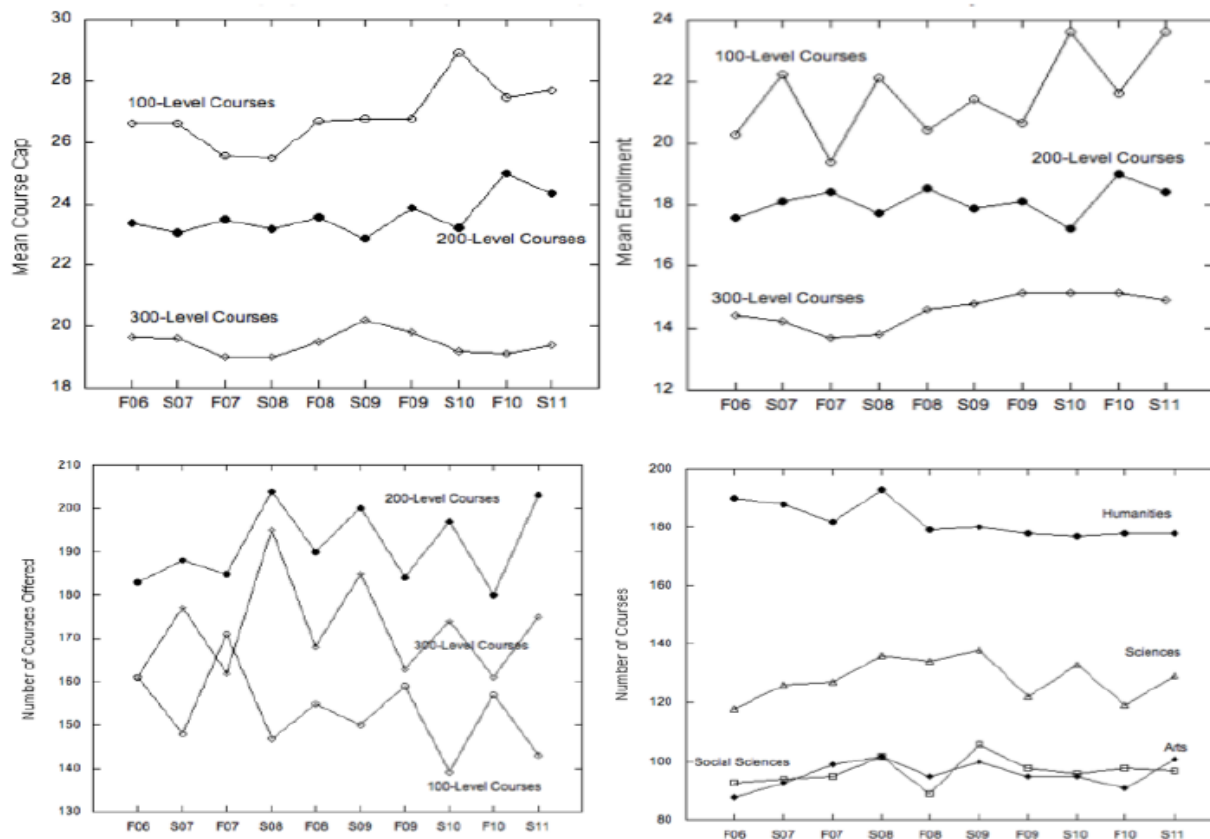 30
28
26
24
22
20
18
Mean Course Cap
100-Level Courses
200-Level Courses
300-Level Courses
F06 S07 F07 S08 F08 S09 F09 S10 F10 S11
24
22
20
18
16
14
12
Mean Enrollment
100-Level Courses
200-Level Courses
300-Level Courses
F06 S07 F07 S08 F08 S09 F09 S10 F10 S11
210
200
190
180
170
160
150
140
130
Number of Courses Offered
200-Level Courses
300-Level Courses
100-Level Courses
F06 S07 F07 S08 F08 S09 F09 S10 F10 S11
200
180
160
140
120
100
80
Number of Courses
Humanities
Sciences
Arts
Social Sciences
F06 S07 F07 S08 F08 S09 F09 S10 F10 S11